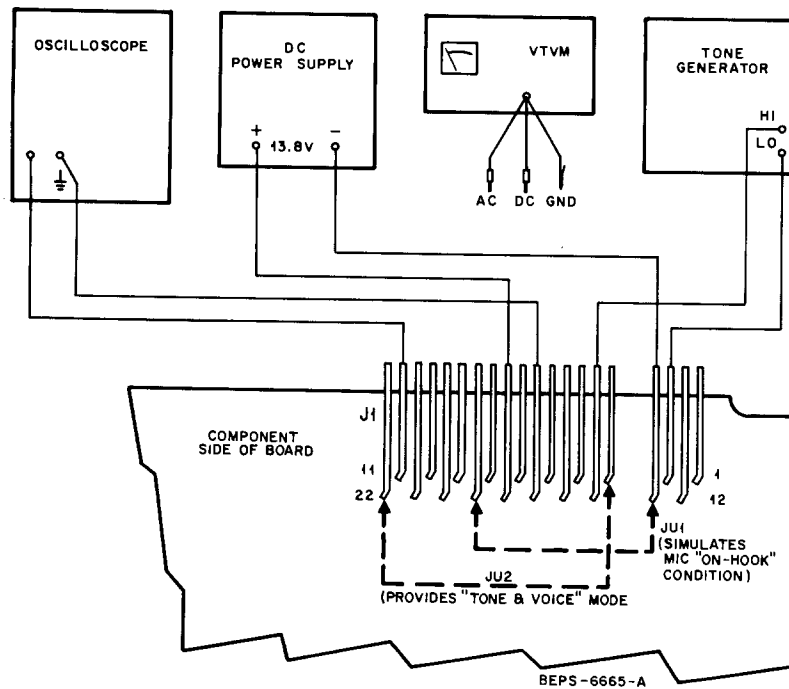 OSCILLOSCOPE
DC
POWER SUPPLY
+ 13.8V −
VTVM
AC DC GND
TONE
GENERATOR
HI
LO
J1
COMPONENT
SIDE OF BOARD
11
22
1
12
JU1
(SIMULATES
MIC "ON-HOOK"
CONDITION)
JU2
(PROVIDES "TONE & VOICE" MODE
BEPS-6665-A